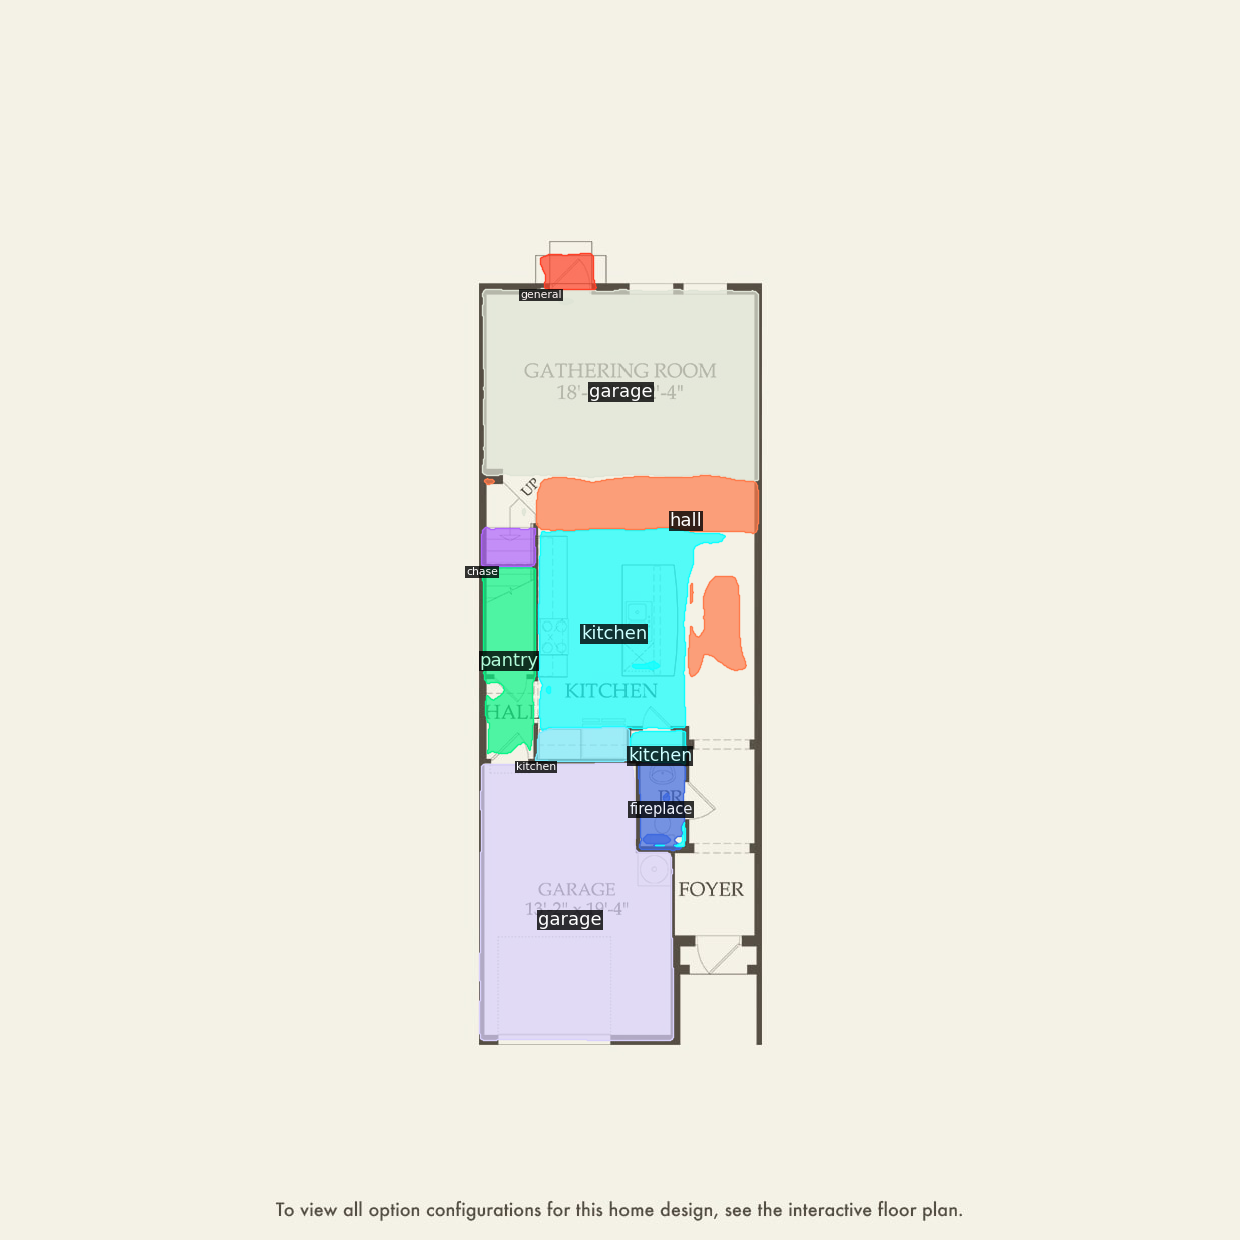 general
GATHERING ROOM
18'- garage '-4"
UP
hall
chase
kitchen
pantry
KITCHEN
HALL
kitchen
kitchen
PR
fireplace
GARAGE
FOYER
13'-2" x 19'-4"
garage
To view all option configurations for this home design, see the interactive floor plan.